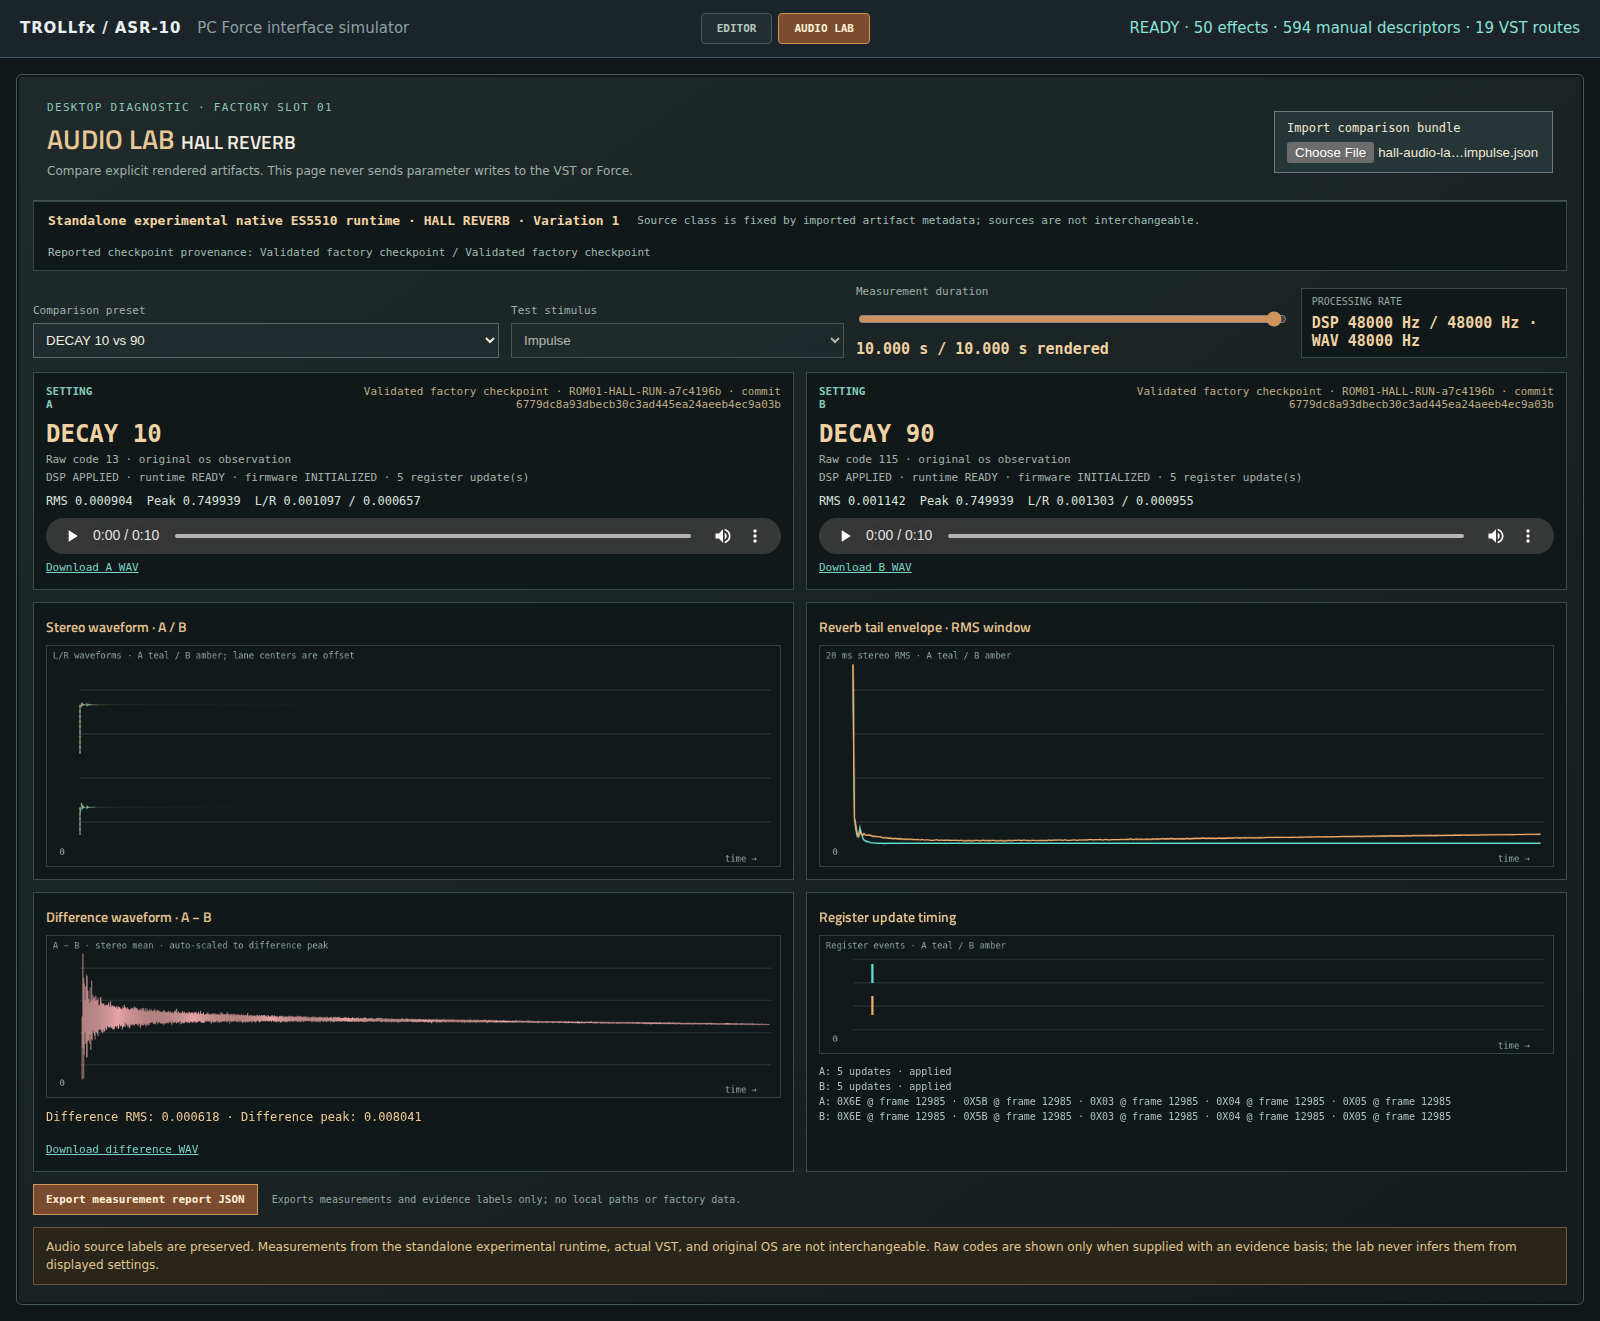 TROLLfx / ASR-10 PC Force interface simulator
EDITOR
AUDIO LAB
READY · 50 effects · 594 manual descriptors · 19 VST routes
DESKTOP DIAGNOSTIC · FACTORY SLOT 01
AUDIO LAB HALL REVERB
Compare explicit rendered artifacts. This page never sends parameter writes to the VST or Force.
Import comparison bundle
Choose File hall-audio-la…impulse.json
Standalone experimental native ES5510 runtime · HALL REVERB · Variation 1 Source class is fixed by imported artifact metadata; sources are not interchangeable.
Reported checkpoint provenance: Validated factory checkpoint / Validated factory checkpoint
Comparison preset
DECAY 10 vs 90
Test stimulus
Impulse
Measurement duration
10.000 s / 10.000 s rendered
PROCESSING RATE
DSP 48000 Hz / 48000 Hz ·
WAV 48000 Hz
SETTING
A
Validated factory checkpoint · ROM01-HALL-RUN-a7c4196b · commit
6779dc8a93dbecb30c3ad445ea24aeeb4ec9a03b
DECAY 10
Raw code 13 · original os observation
DSP APPLIED · runtime READY · firmware INITIALIZED · 5 register update(s)
RMS 0.000904 Peak 0.749939 L/R 0.001097 / 0.000657
0:00 / 0:10
Download A WAV
SETTING
B
Validated factory checkpoint · ROM01-HALL-RUN-a7c4196b · commit
6779dc8a93dbecb30c3ad445ea24aeeb4ec9a03b
DECAY 90
Raw code 115 · original os observation
DSP APPLIED · runtime READY · firmware INITIALIZED · 5 register update(s)
RMS 0.001142 Peak 0.749939 L/R 0.001303 / 0.000955
0:00 / 0:10
Download B WAV
Stereo waveform · A / B
L/R waveforms · A teal / B amber; lane centers are offset
0
time →
Reverb tail envelope · RMS window
20 ms stereo RMS · A teal / B amber
0
time →
Difference waveform · A − B
A − B · stereo mean · auto-scaled to difference peak
0
time →
Difference RMS: 0.000618 · Difference peak: 0.008041
Download difference WAV
Register update timing
Register events · A teal / B amber
0
time →
A: 5 updates · applied
B: 5 updates · applied
A: 0X6E @ frame 12985 · 0X5B @ frame 12985 · 0X03 @ frame 12985 · 0X04 @ frame 12985 · 0X05 @ frame 12985
B: 0X6E @ frame 12985 · 0X5B @ frame 12985 · 0X03 @ frame 12985 · 0X04 @ frame 12985 · 0X05 @ frame 12985
Export measurement report JSON
Exports measurements and evidence labels only; no local paths or factory data.
Audio source labels are preserved. Measurements from the standalone experimental runtime, actual VST, and original OS are not interchangeable. Raw codes are shown only when supplied with an evidence basis; the lab never infers them from
displayed settings.